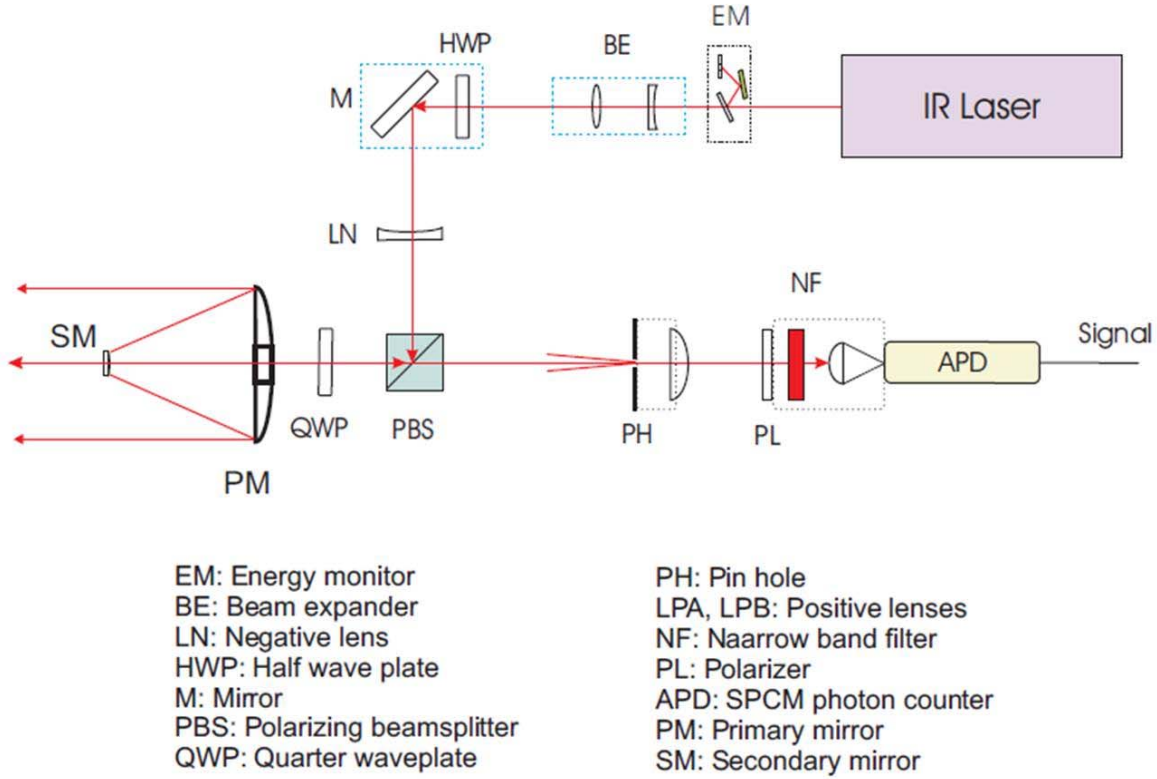 EM
HWP
BE
M
IR Laser
LN
NF
SM
Signal
APD
QWP
PBS
PH
PL
PM
EM: Energy monitor
BE: Beam expander
LN: Negative lens
HWP: Half wave plate
M: Mirror
PBS: Polarizing beamsplitter
QWP: Quarter waveplate
PH: Pin hole
LPA, LPB: Positive lenses
NF: Naarrow band filter
PL: Polarizer
APD: SPCM photon counter
PM: Primary mirror
SM: Secondary mirror